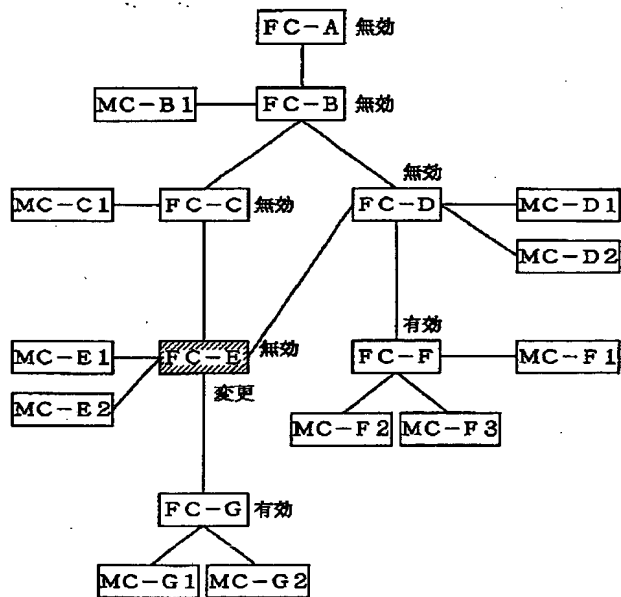 FC-A 無効
MC-B1 FC-B 無効
無効
MC-C1 FC-C 無効 FC-D MC-D1
MC-D2
有効
MC-E1 FC-E 無効 FC-F MC-F1
変更
MC-E2 MC-F2 MC-F3
FC-G 有効
MC-G1 MC-G2